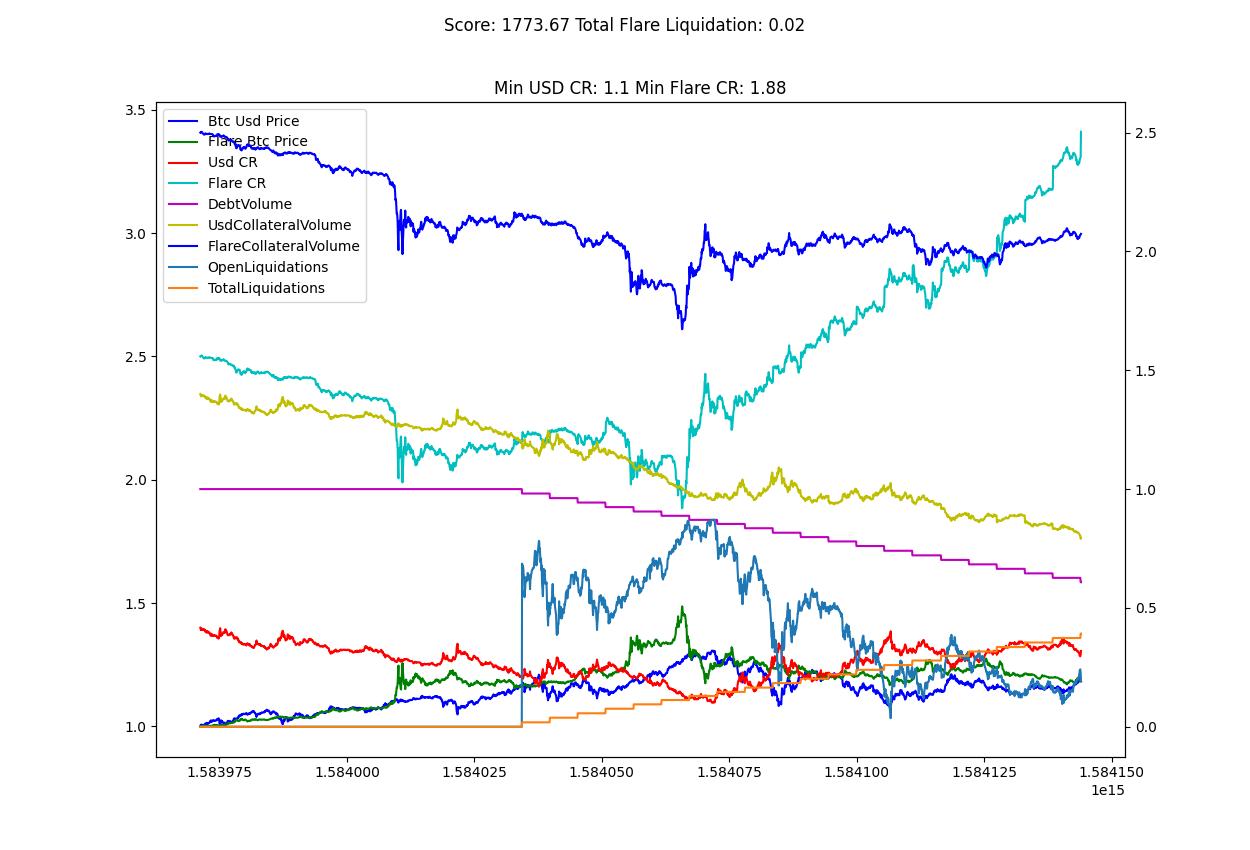 Score: 1773.67 Total Flare Liquidation: 0.02
Min USD CR: 1.1 Min Flare CR: 1.88
3.5
3.0
2.5
2.0
1.5
1.0
Btc Usd Price
Flare Btc Price
Usd CR
Flare CR
DebtVolume
UsdCollateralVolume
FlareCollateralVolume
OpenLiquidations
TotalLiquidations
2.5
2.0
1.5
1.0
0.5
0.0
1.583975 1.584000 1.584025 1.584050 1.584075 1.584100 1.584125 1.584150
1e15